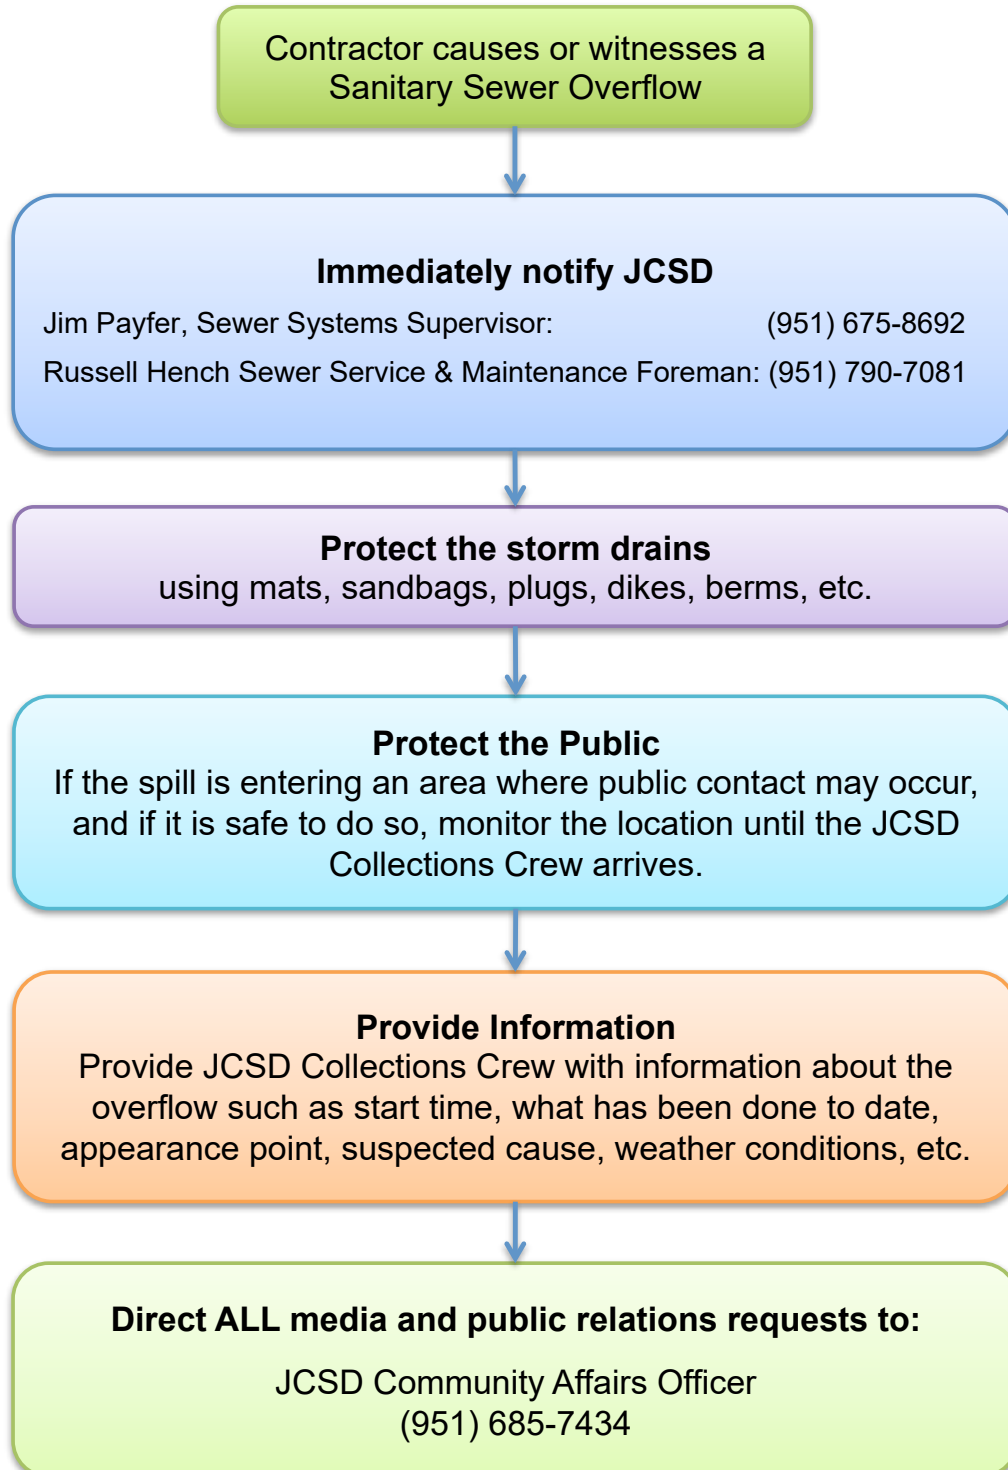 Contractor causes or witnesses a
Sanitary Sewer Overflow
Immediately notify JCSD
Jim Payfer, Sewer Systems Supervisor: (951) 675-8692
Russell Hench Sewer Service & Maintenance Foreman: (951) 790-7081
Protect the storm drains
using mats, sandbags, plugs, dikes, berms, etc.
Protect the Public
If the spill is entering an area where public contact may occur,
and if it is safe to do so, monitor the location until the JCSD
Collections Crew arrives.
Provide Information
Provide JCSD Collections Crew with information about the
overflow such as start time, what has been done to date,
appearance point, suspected cause, weather conditions, etc.
Direct ALL media and public relations requests to:
JCSD Community Affairs Officer
(951) 685-7434